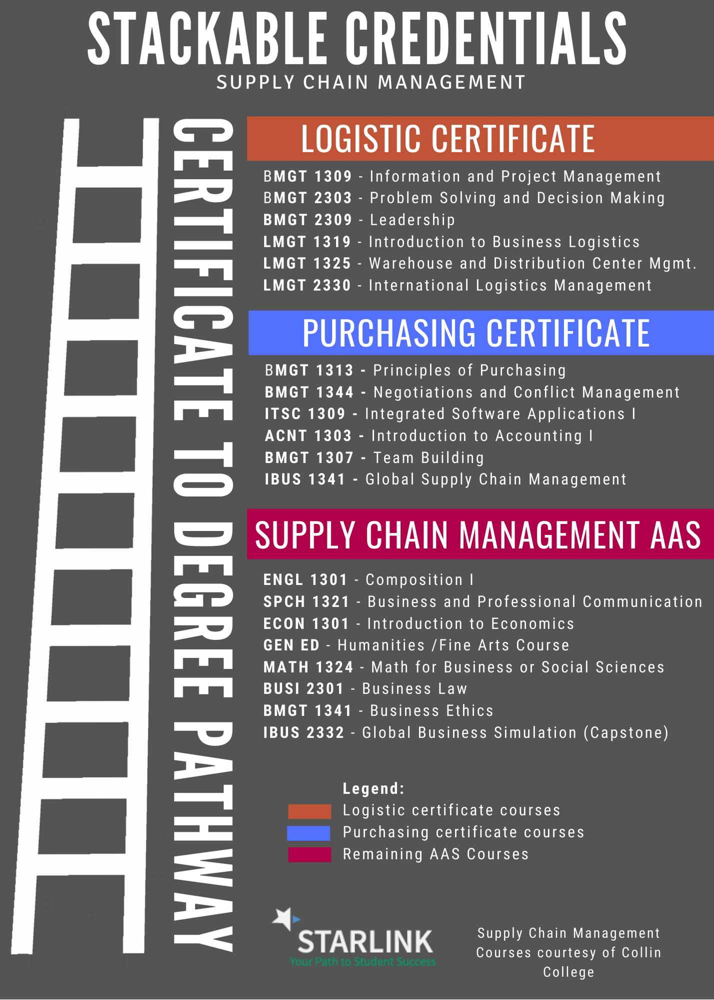 STACKABLE CREDENTIALS
SUPPLY CHAIN MANAGEMENT
CERTIFICATE TO DEGREE PATHWAY
LOGISTIC CERTIFICATE
BMGT 1309 - Information and Project Management
BMGT 2303 - Problem Solving and Decision Making
BMGT 2309 - Leadership
LMGT 1319 - Introduction to Business Logistics
LMGT 1325 - Warehouse and Distribution Center Mgmt.
LMGT 2330 - International Logistics Management
PURCHASING CERTIFICATE
BMGT 1313 - Principles of Purchasing
BMGT 1344 - Negotiations and Conflict Management
ITSC 1309 - Integrated Software Applications I
ACNT 1303 - Introduction to Accounting I
BMGT 1307 - Team Building
IBUS 1341 - Global Supply Chain Management
SUPPLY CHAIN MANAGEMENT AAS
ENGL 1301 - Composition I
SPCH 1321 - Business and Professional Communication
ECON 1301 - Introduction to Economics
GEN ED - Humanities /Fine Arts Course
MATH 1324 - Math for Business or Social Sciences
BUSI 2301 - Business Law
BMGT 1341 - Business Ethics
IBUS 2332 - Global Business Simulation (Capstone)
Legend:
Logistic certificate courses
Purchasing certificate courses
Remaining AAS Courses
STARLINK
Your Path to Student Success
Supply Chain Management
Courses courtesy of Collin
College